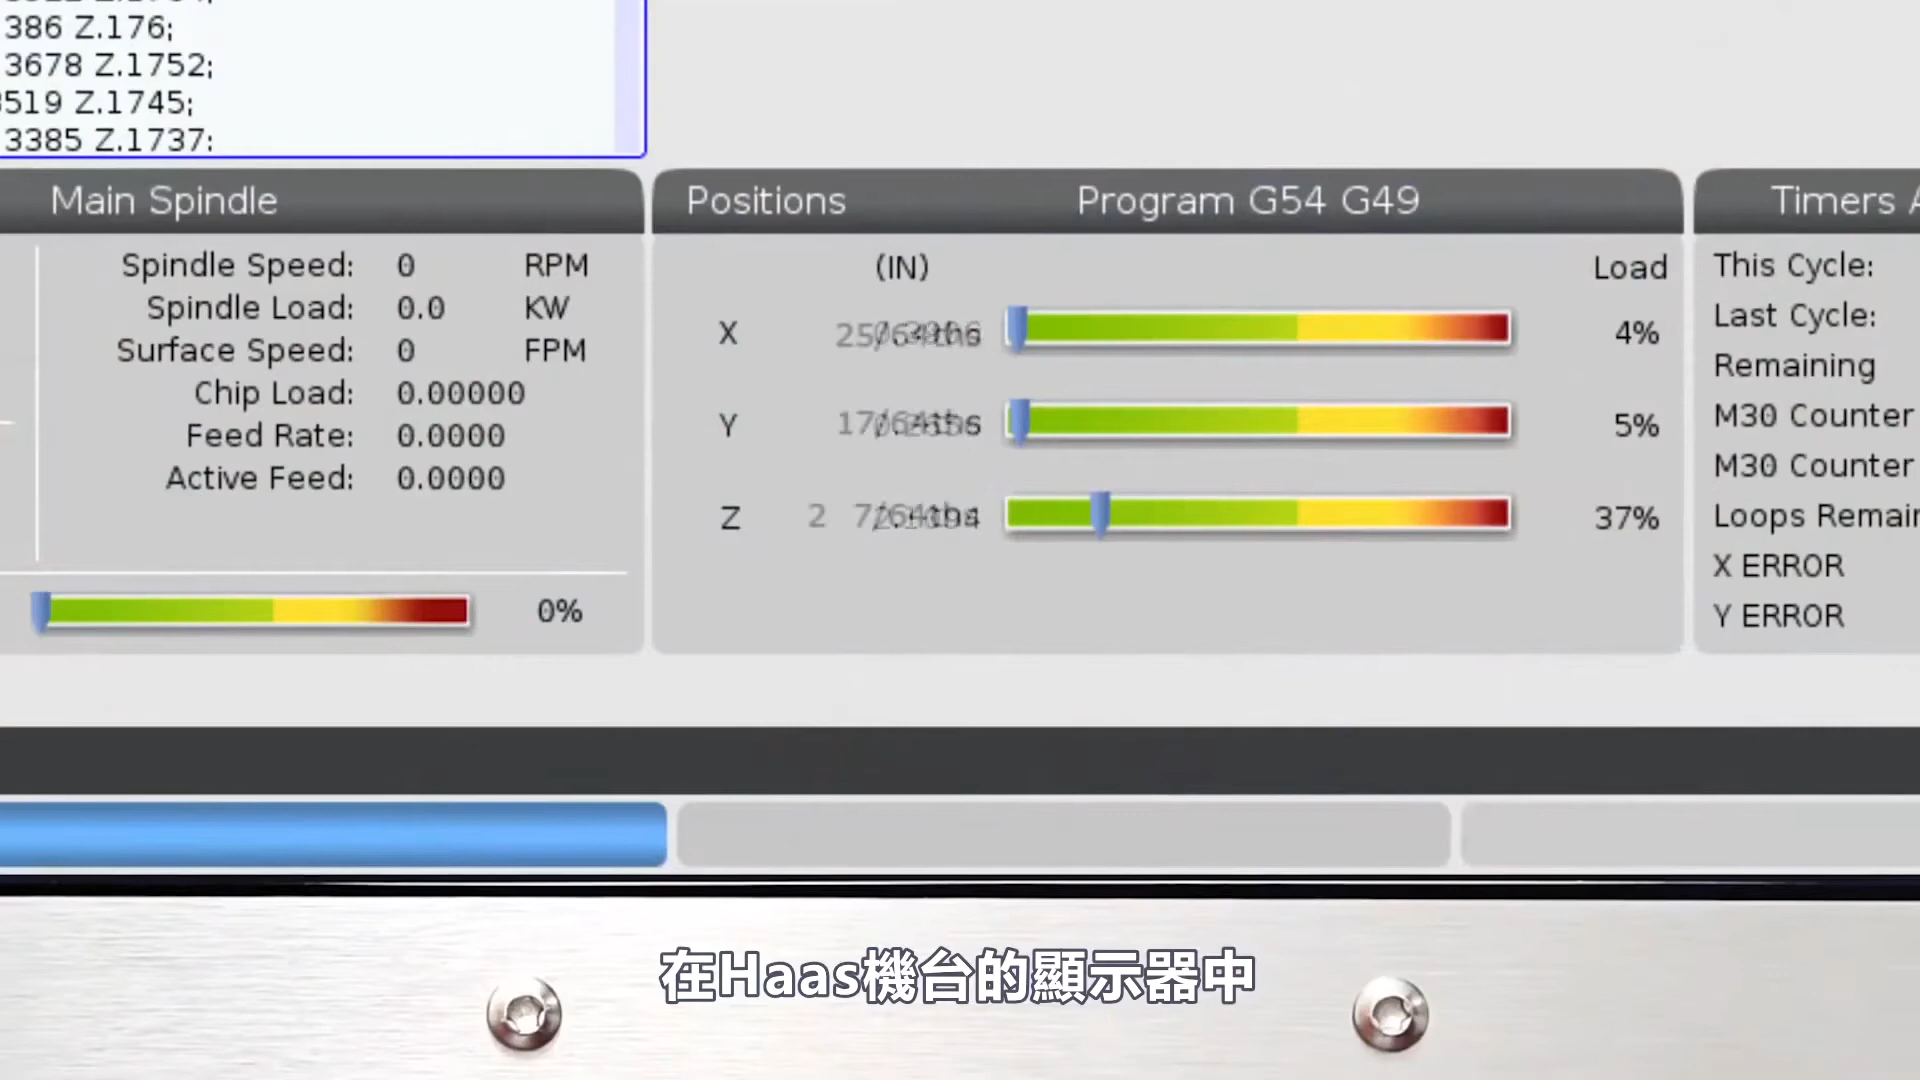 386 Z.176;
3678 Z.1752;
3519 Z.1745;
3385 Z.1737;
Main Spindle
Spindle Speed: 0 RPM
Spindle Load: 0.0 KW
Surface Speed: 0 FPM
Chip Load: 0.00000
Feed Rate: 0.0000
Active Feed: 0.0000
0%
Positions Program G54 G49
(IN) Load
X 4%
Y 5%
Z 37%
Timers
This Cycle:
Last Cycle:
Remaining
M30 Counter
M30 Counter
Loops
X ERROR
Y ERROR
在Haas機台的顯示器中